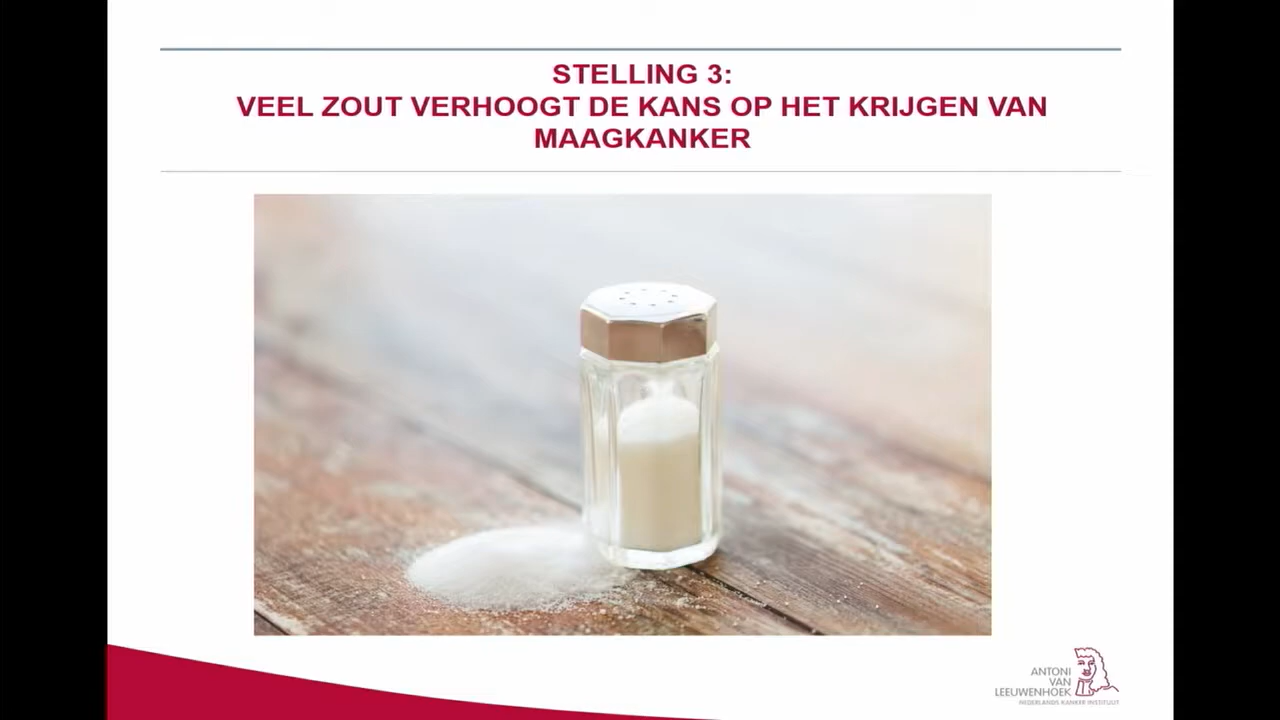 STELLING 3:
VEEL ZOUT VERHOOGT DE KANS OP HET KRIJGEN VAN
MAAGKANKER
ANTONI
VAN
LEEUWENHOEK
NEDERLANDS KANKER INSTITUUT